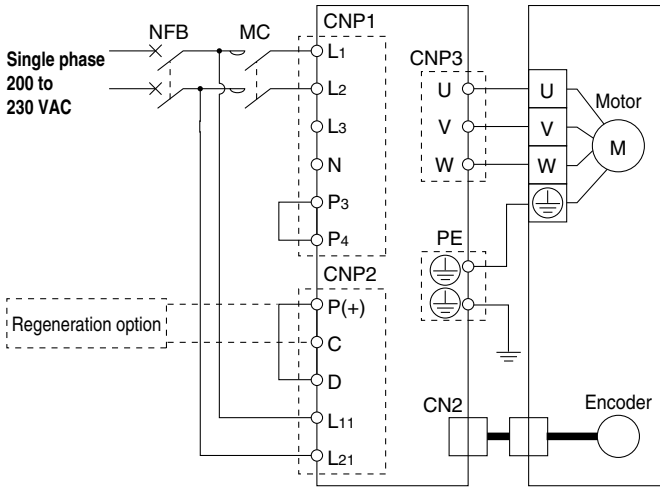 NFB
MC
CNP1
Single phase
200 to
230 VAC
L1
L2
L3
N
P3
P4
CNP2
Regeneration option
P(+)
C
D
L11
L21
CNP3
U
V
W
PE
CN2
U
V
W
Motor
M
Encoder